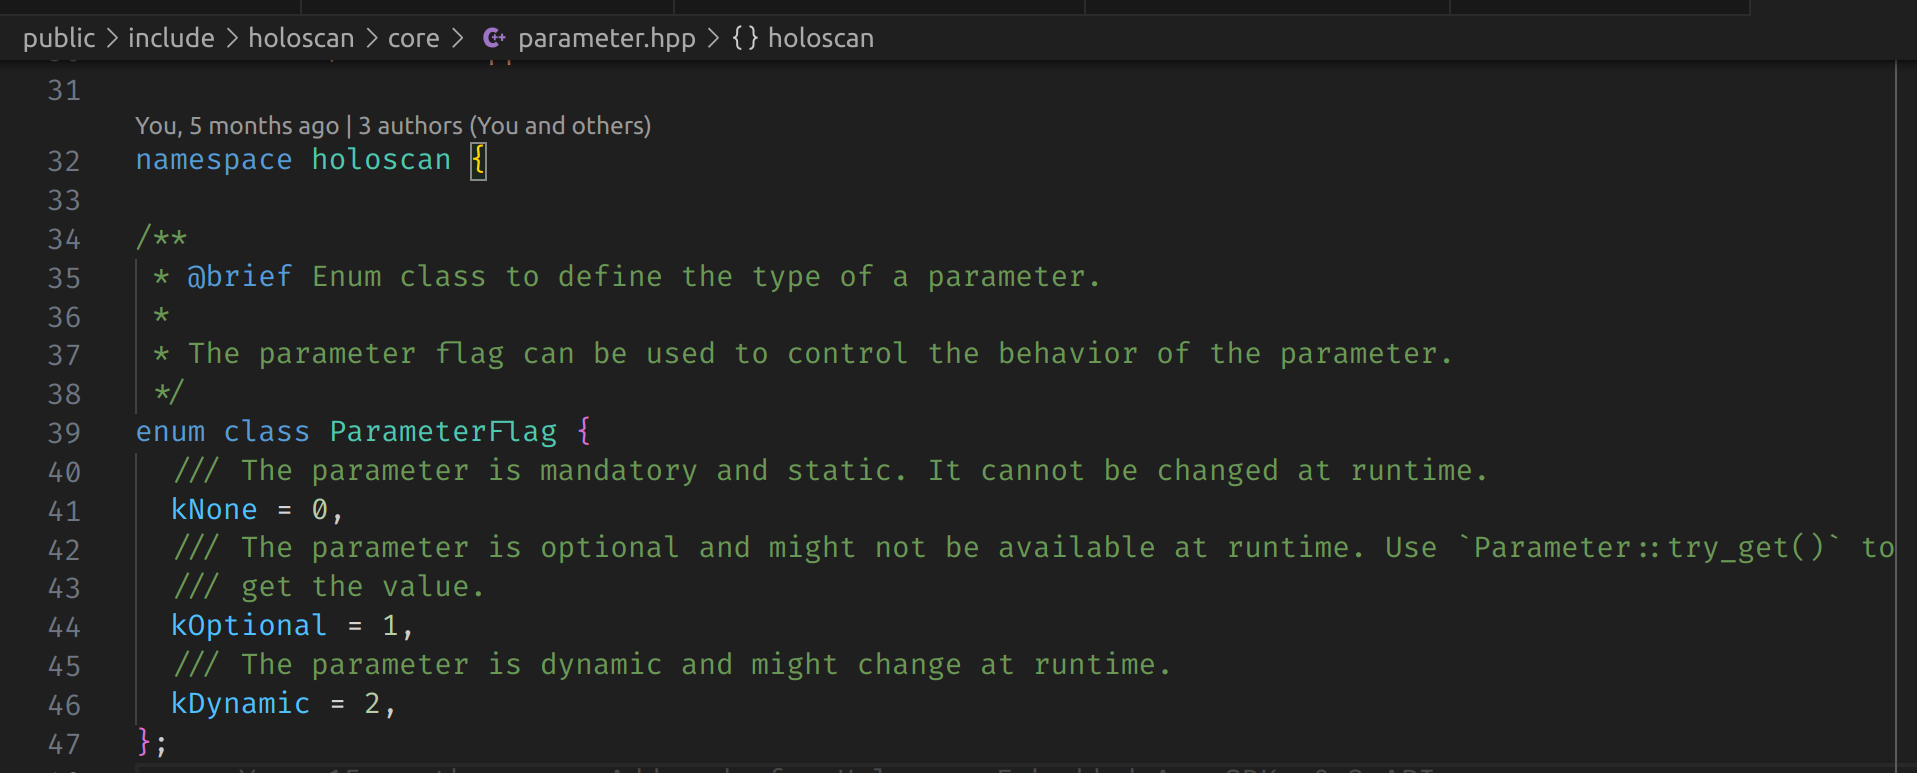 public > include > holoscan > core > C++ parameter.hpp > {} holoscan
31
You, 5 months ago | 3 authors (You and others)
32 namespace holoscan {
33
34 /**
35  * @brief Enum class to define the type of a parameter.
36  *
37  * The parameter flag can be used to control the behavior of the parameter.
38  */
39 enum class ParameterFlag {
40   /// The parameter is mandatory and static. It cannot be changed at runtime.
41   kNone = 0,
42   /// The parameter is optional and might not be available at runtime. Use `Parameter::try_get()` to
43   /// get the value.
44   kOptional = 1,
45   /// The parameter is dynamic and might change at runtime.
46   kDynamic = 2,
47 };